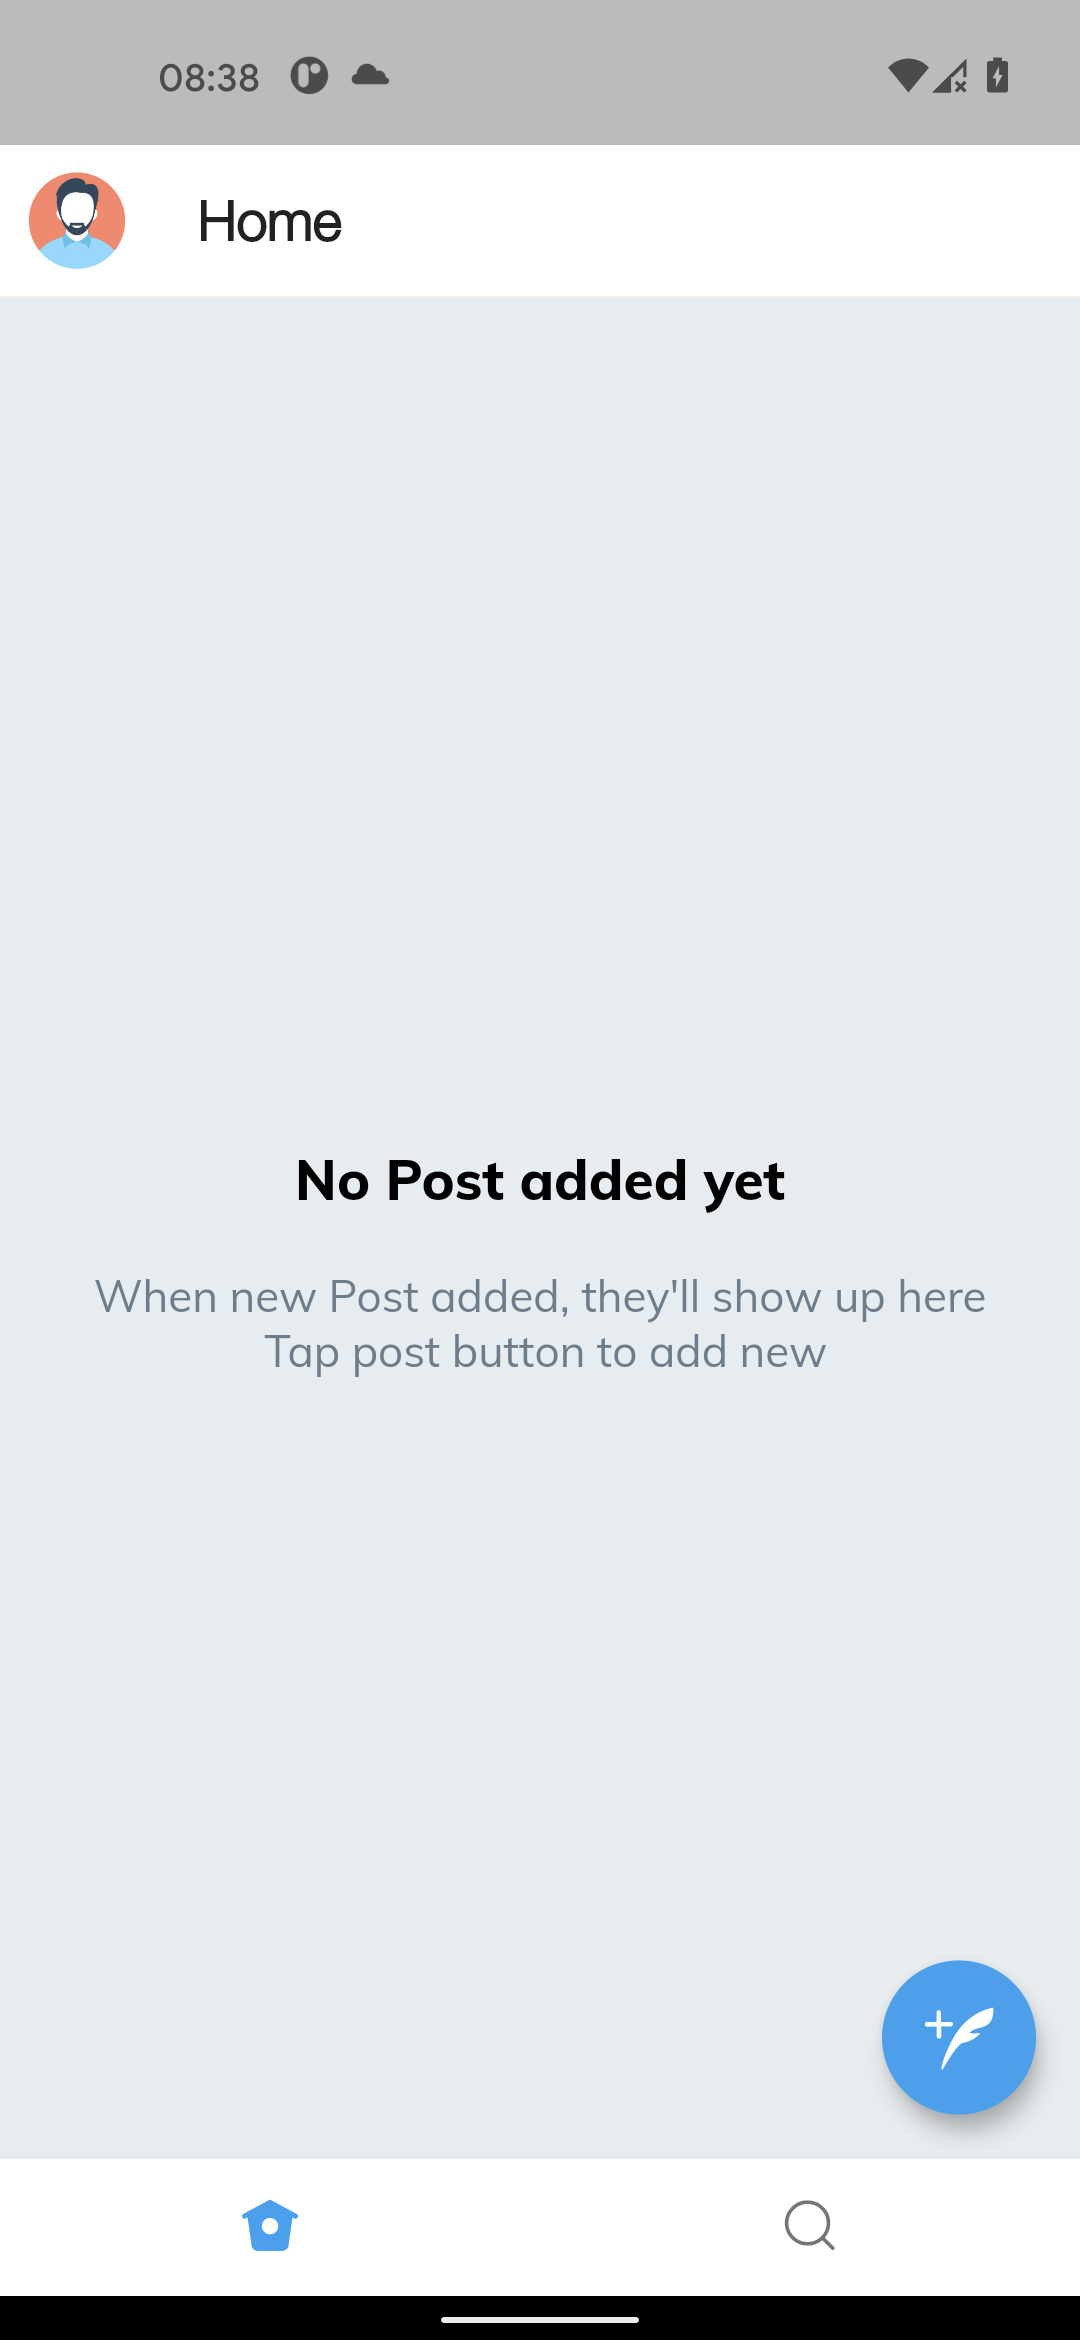 08:38
Home
No Post added yet
When new Post added, they'll show up here
Tap post button to add new